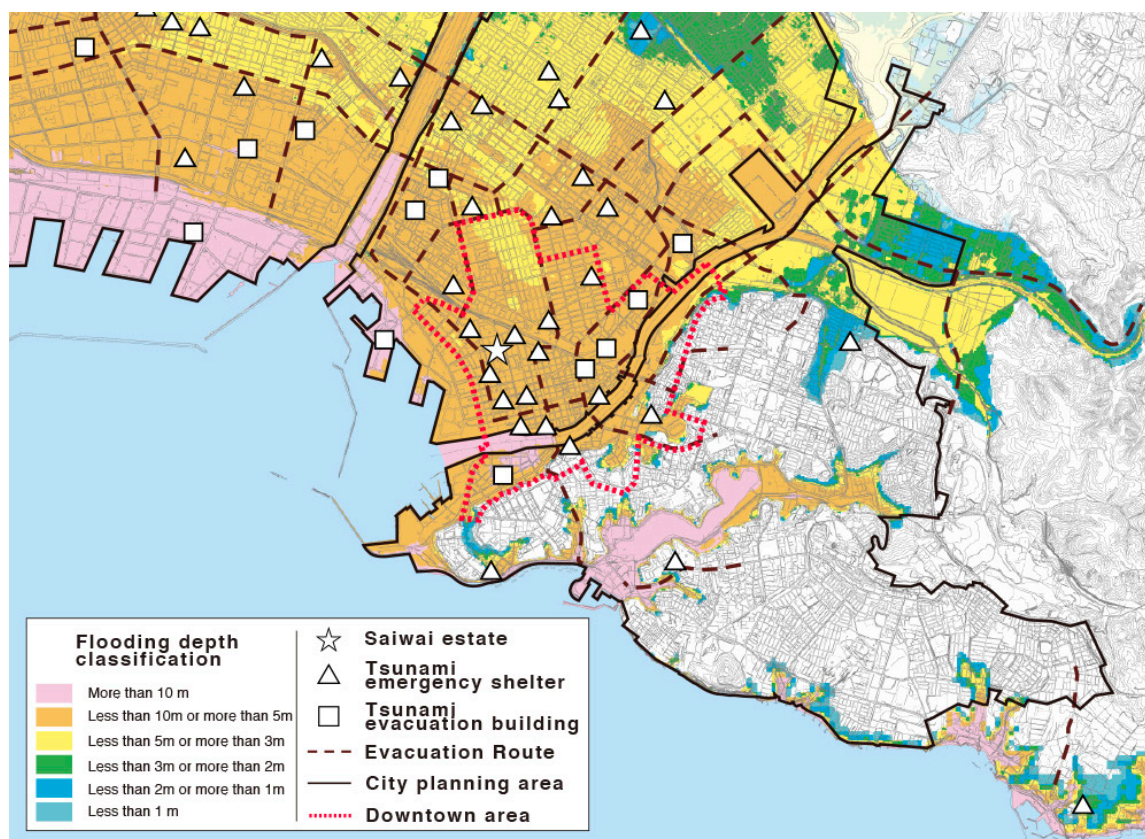 Flooding depth
classification
More than 10 m
Less than 10m or more than 5m
Less than 5m or more than 3m
Less than 3m or more than 2m
Less than 2m or more than 1m
Less than 1 m
Saiwai estate
Tsunami
emergency shelter
Tsunami
evacuation building
Evacuation Route
City planning area
Downtown area